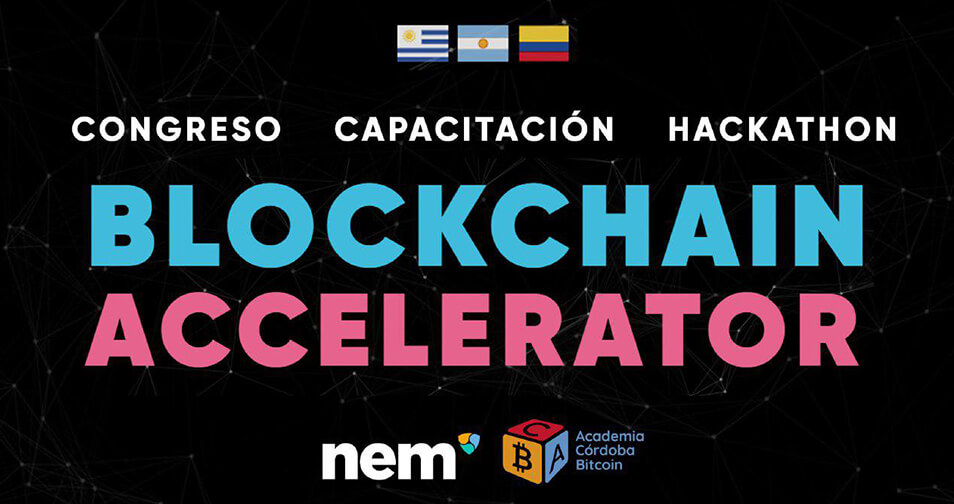 CONGRESO CAPACITACIÓN HACKATHON
BLOCKCHAIN
ACCELERATOR
nem
C
B
A
Academia
Córdoba
Bitcoin